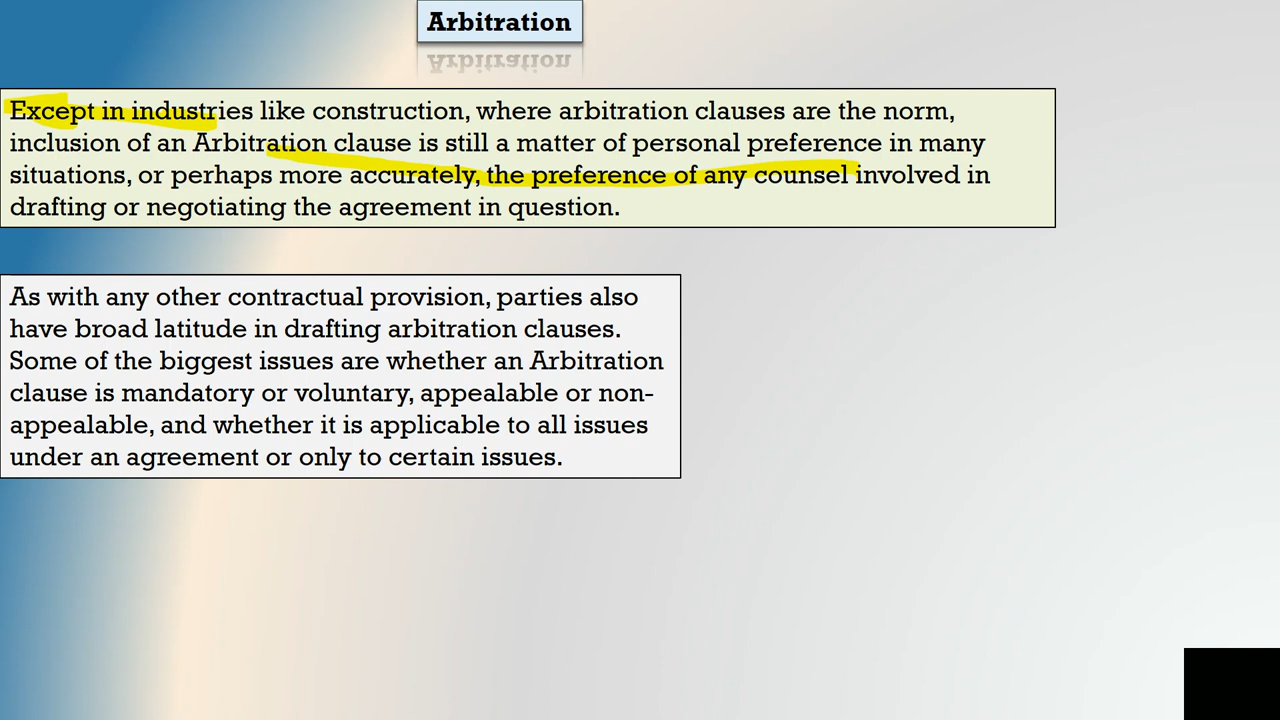 Arbitration
Except in industries like construction, where arbitration clauses are the norm,
inclusion of an Arbitration clause is still a matter of personal preference in many
situations, or perhaps more accurately, the preference of any counsel involved in
drafting or negotiating the agreement in question.
As with any other contractual provision, parties also
have broad latitude in drafting arbitration clauses.
Some of the biggest issues are whether an Arbitration
clause is mandatory or voluntary, appealable or non-
appealable, and whether it is applicable to all issues
under an agreement or only to certain issues.